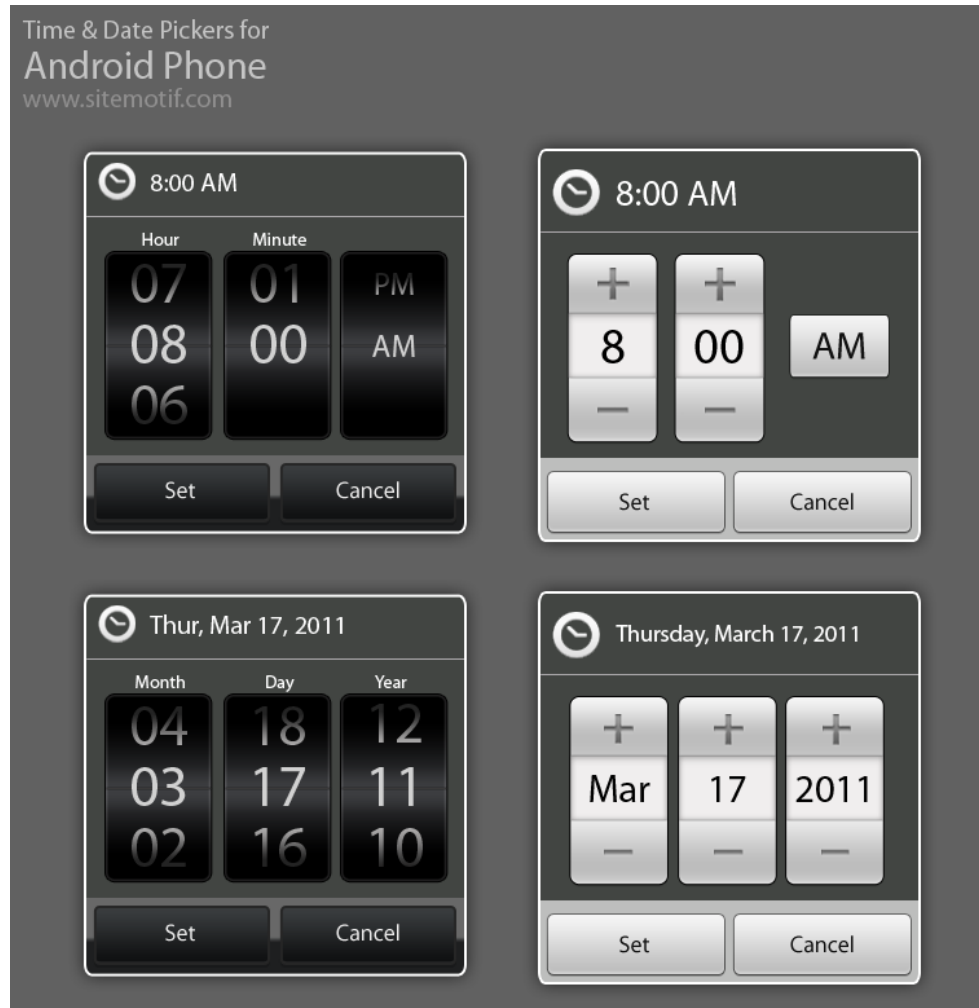 Time & Date Pickers for
Android Phone
www.sitemotif.com
8:00 AM
Hour Minute
07 01 PM
08 00 AM
06
Set Cancel
8:00 AM
+ +
8 00 AM
− −
Set Cancel
Thur, Mar 17, 2011
Month Day Year
04 18 12
03 17 11
02 16 10
Set Cancel
Thursday, March 17, 2011
+ + +
Mar 17 2011
− − −
Set Cancel